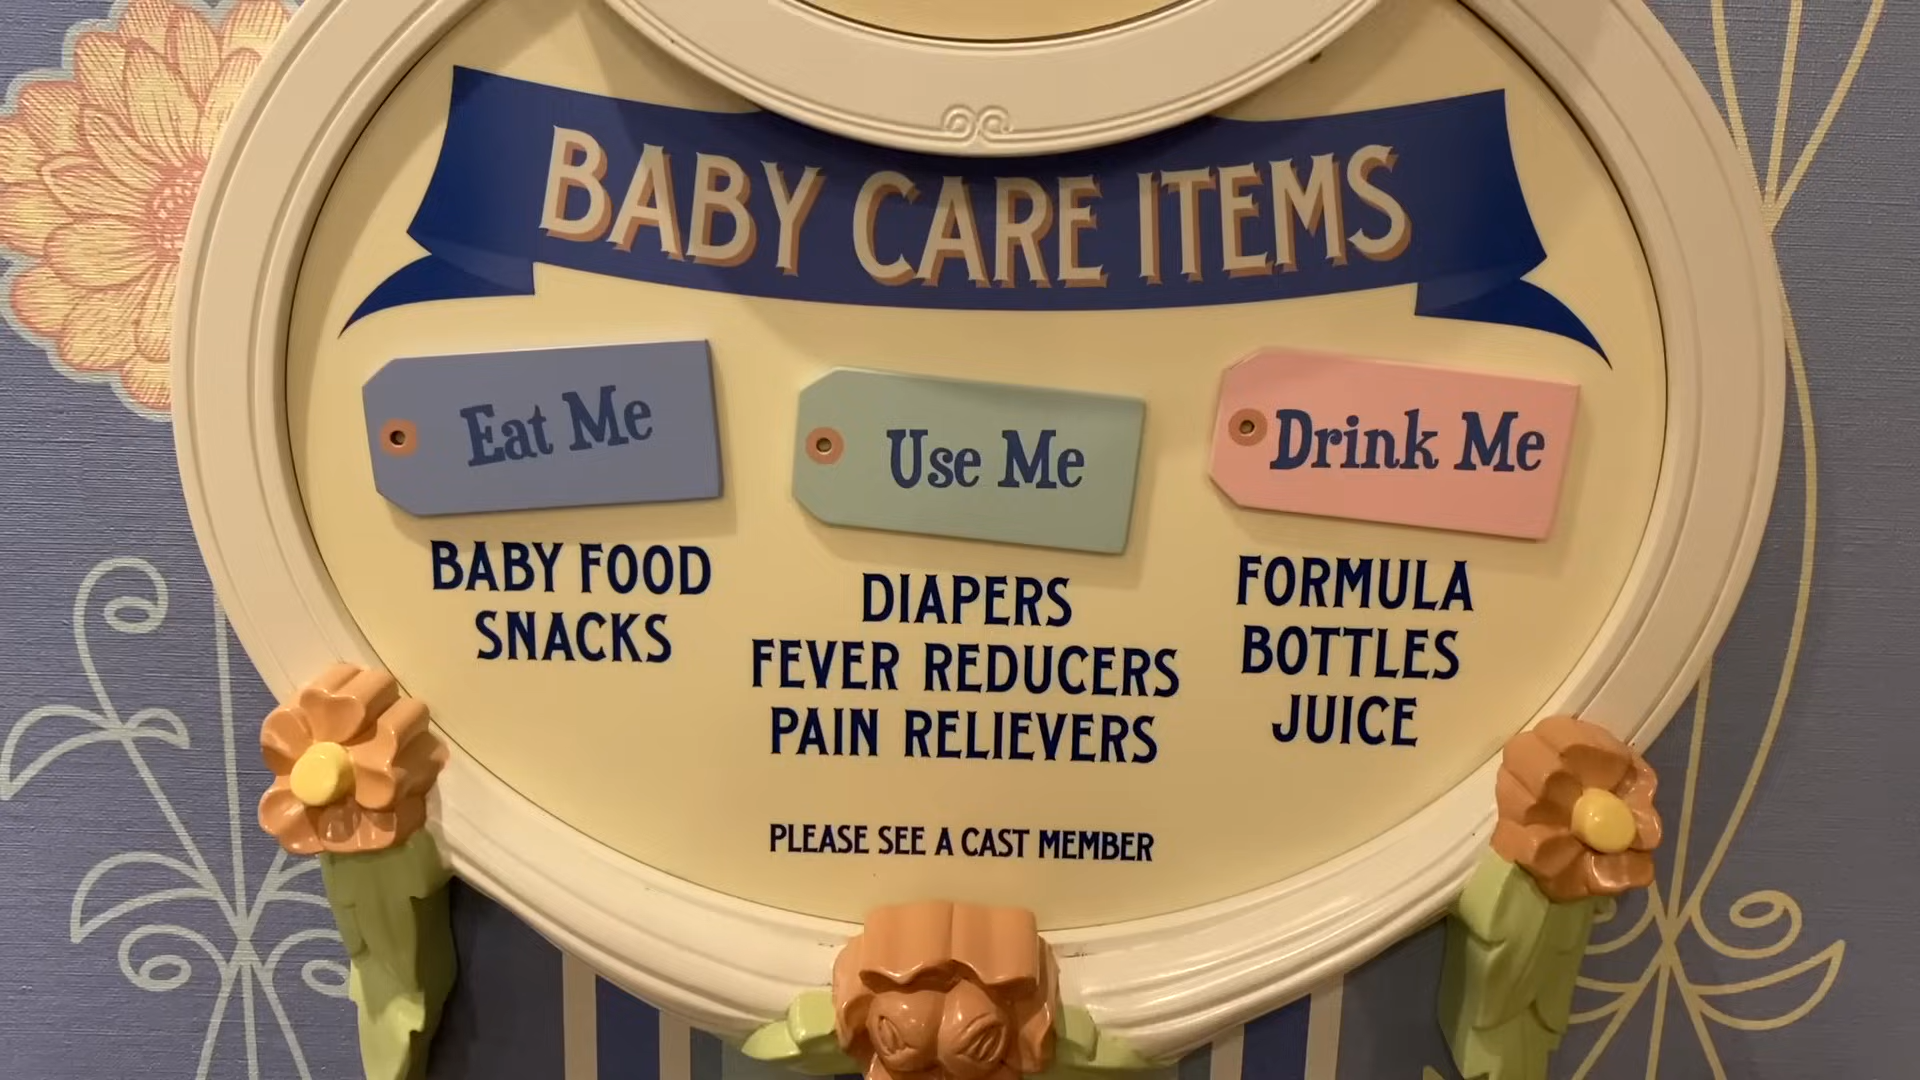 BABY CARE ITEMS
Eat Me
BABY FOOD
SNACKS
Use Me
DIAPERS
FEVER REDUCERS
PAIN RELIEVERS
Drink Me
FORMULA
BOTTLES
JUICE
PLEASE SEE A CAST MEMBER